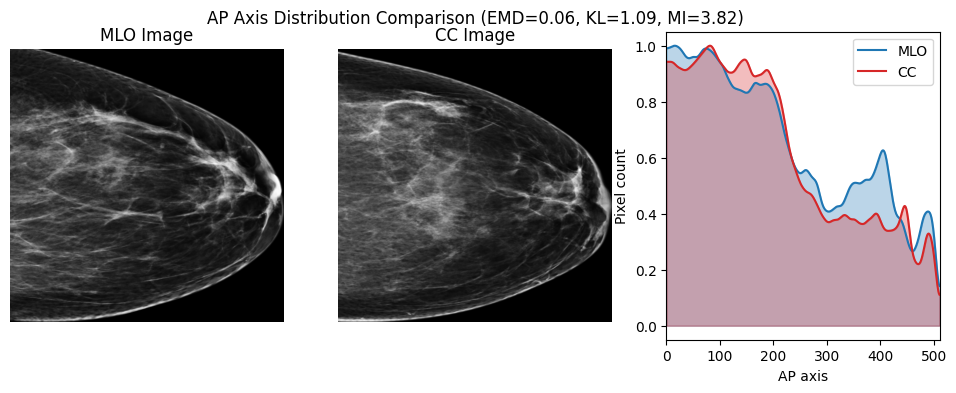 AP Axis Distribution Comparison (EMD=0.06, KL=1.09, MI=3.82)
MLO Image
CC Image
MLO
CC
Pixel count
1.0
0.8
0.6
0.4
0.2
0.0
0 100 200 300 400 500
AP axis